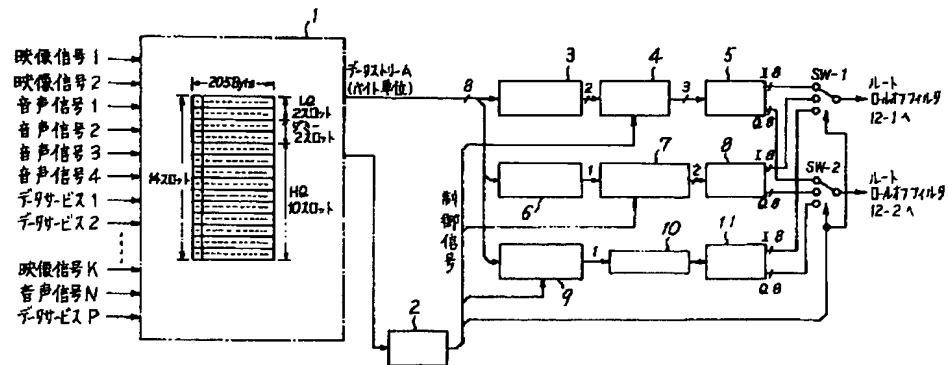 1
映像信号1
映像信号2
音声信号1
音声信号2
音声信号3
音声信号4
データサービス1
データサービス2
映像信号K
音声信号N
データサービスP
205Byte
14スロット
LQ
2スロット
ダミー
2スロット
HQ
10スロット
データストリーム
(バイト単位)
8
制御信号
2
3
2
4
3
5
I 8
Q 8
6
1
7
2
8
I 8
Q 8
9
1
10
11
I 8
Q 8
SW-1
ルート
ロールオフフィルタ
12-1へ
SW-2
ルート
ロールオフフィルタ
12-2へ